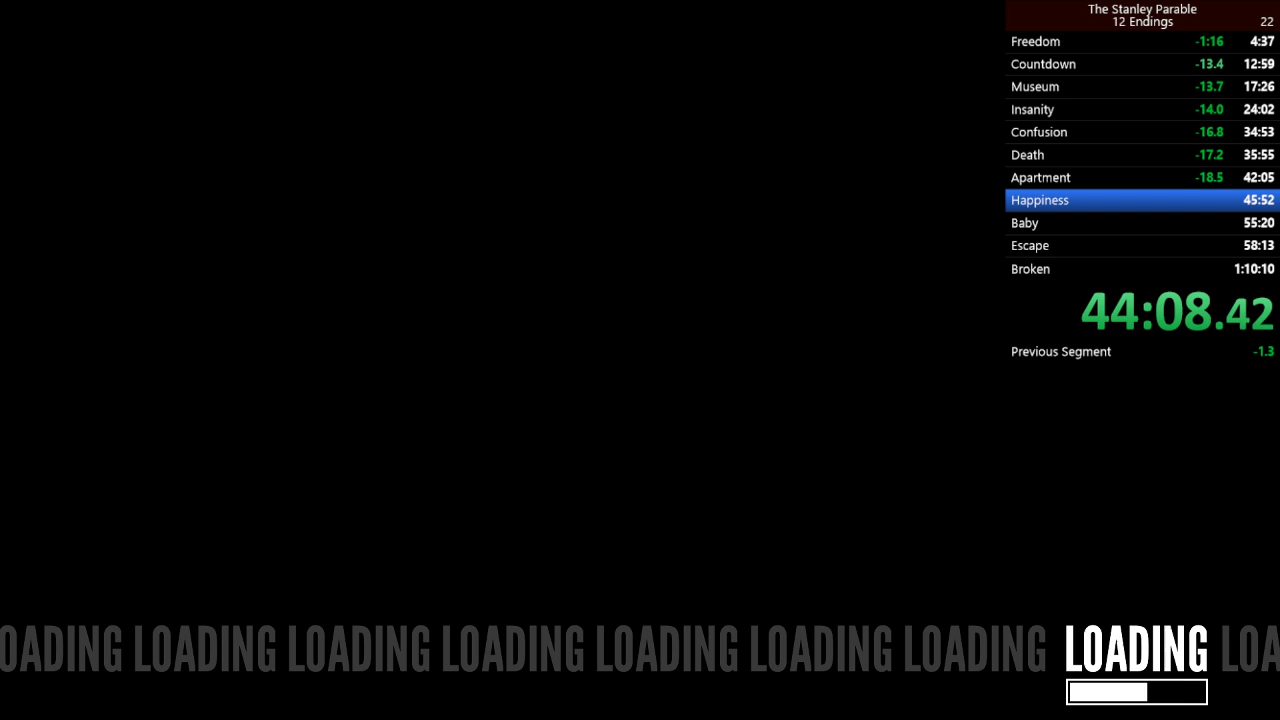 The Stanley Parable
12 Endings 22
Freedom -1:16 4:37
Countdown -13.4 12:59
Museum -13.7 17:26
Insanity -14.0 24:02
Confusion -16.8 34:53
Death -17.2 35:55
Apartment -18.5 42:05
Happiness 45:52
Baby 55:20
Escape 58:13
Broken 1:10:10
44:08.42
Previous Segment -1.3
OADING LOADING LOADING LOADING LOADING LOADING LOADING LOADING LOA